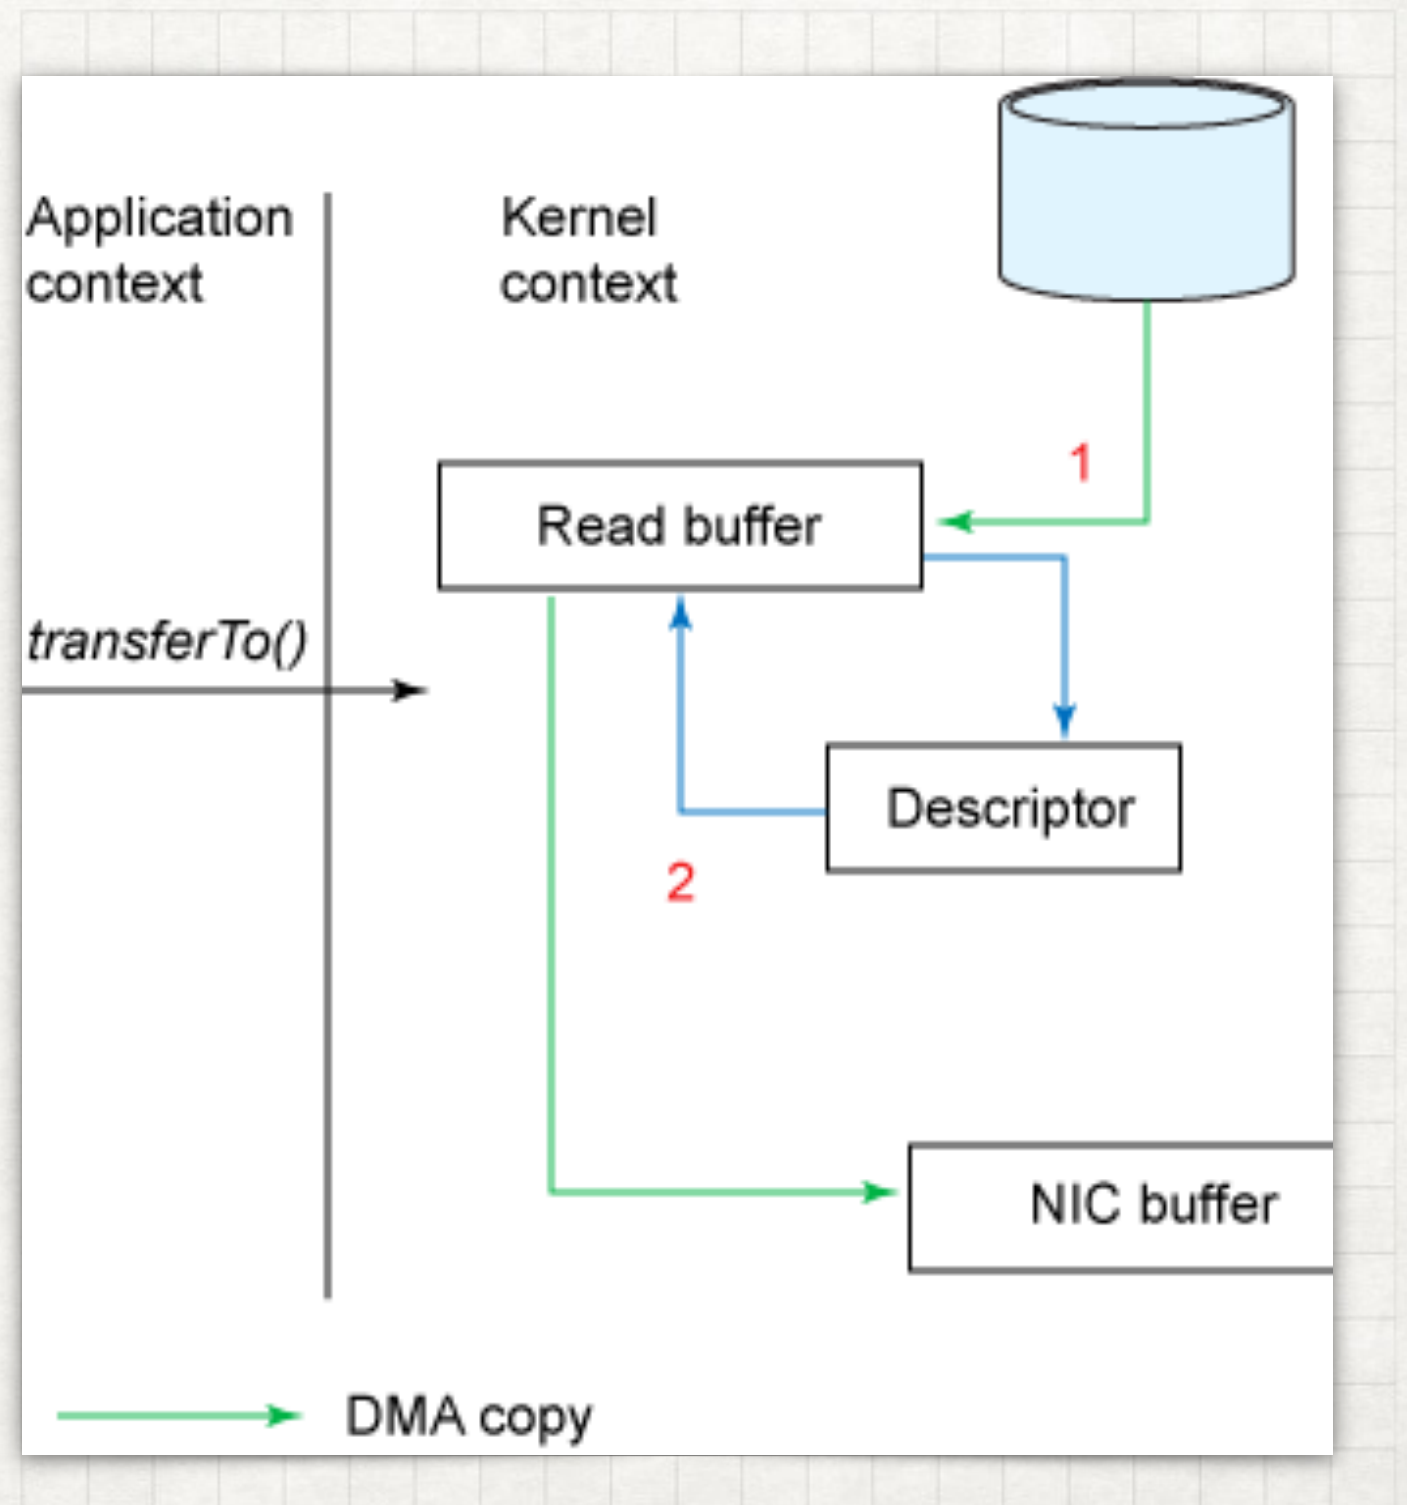 Application
context
Kernel
context
1
Read buffer
transferTo()
Descriptor
2
NIC buffer
DMA copy